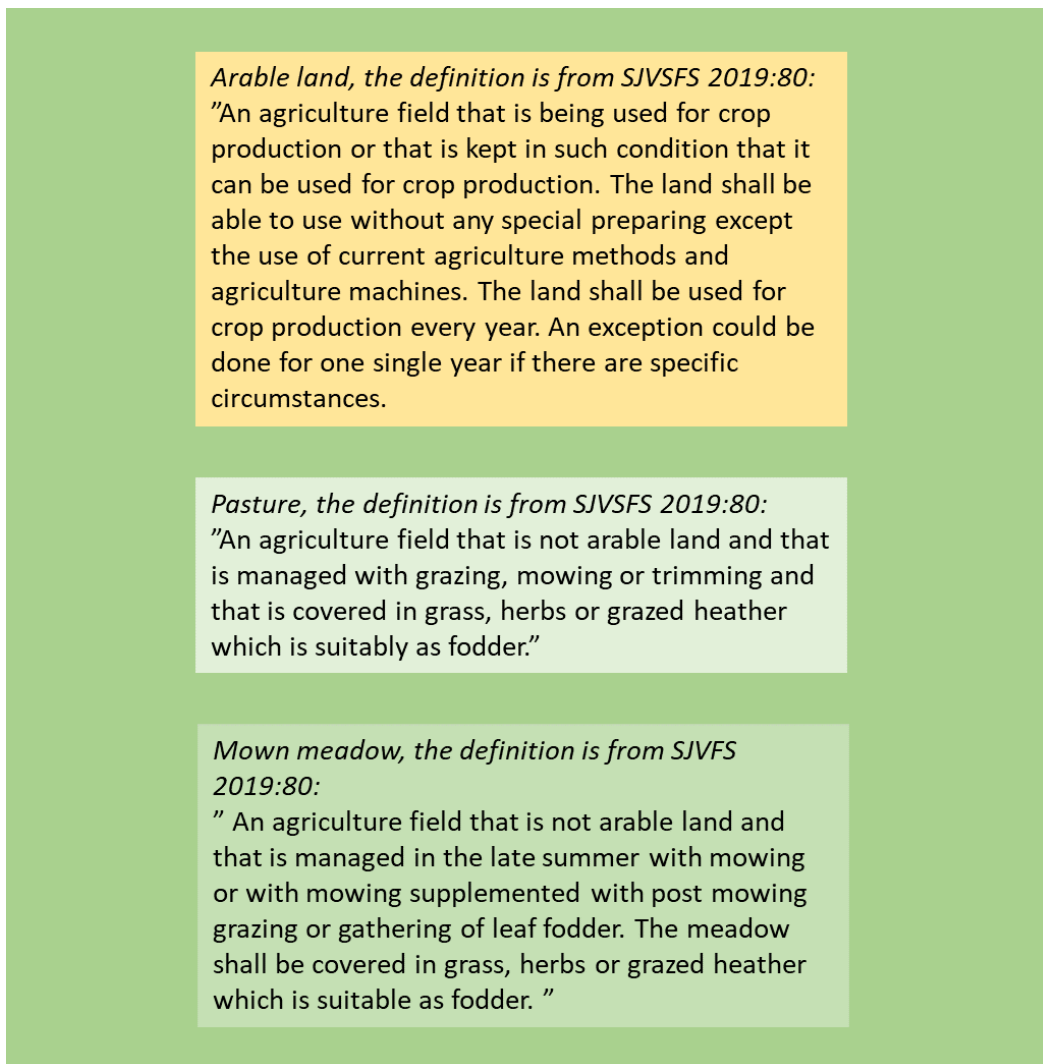 Arable land, the definition is from SJVSFS 2019:80:
”An agriculture field that is being used for crop
production or that is kept in such condition that it
can be used for crop production. The land shall be
able to use without any special preparing except
the use of current agriculture methods and
agriculture machines. The land shall be used for
crop production every year. An exception could be
done for one single year if there are specific
circumstances.
Pasture, the definition is from SJVSFS 2019:80:
”An agriculture field that is not arable land and that
is managed with grazing, mowing or trimming and
that is covered in grass, herbs or grazed heather
which is suitably as fodder.”
Mown meadow, the definition is from SJVFS
2019:80:
” An agriculture field that is not arable land and
that is managed in the late summer with mowing
or with mowing supplemented with post mowing
grazing or gathering of leaf fodder. The meadow
shall be covered in grass, herbs or grazed heather
which is suitable as fodder. ”